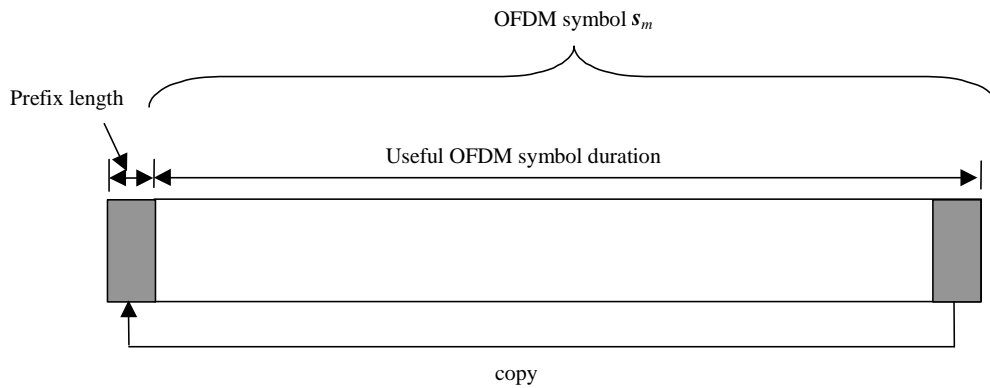 OFDM symbol s_m
Prefix length
Useful OFDM symbol duration
copy